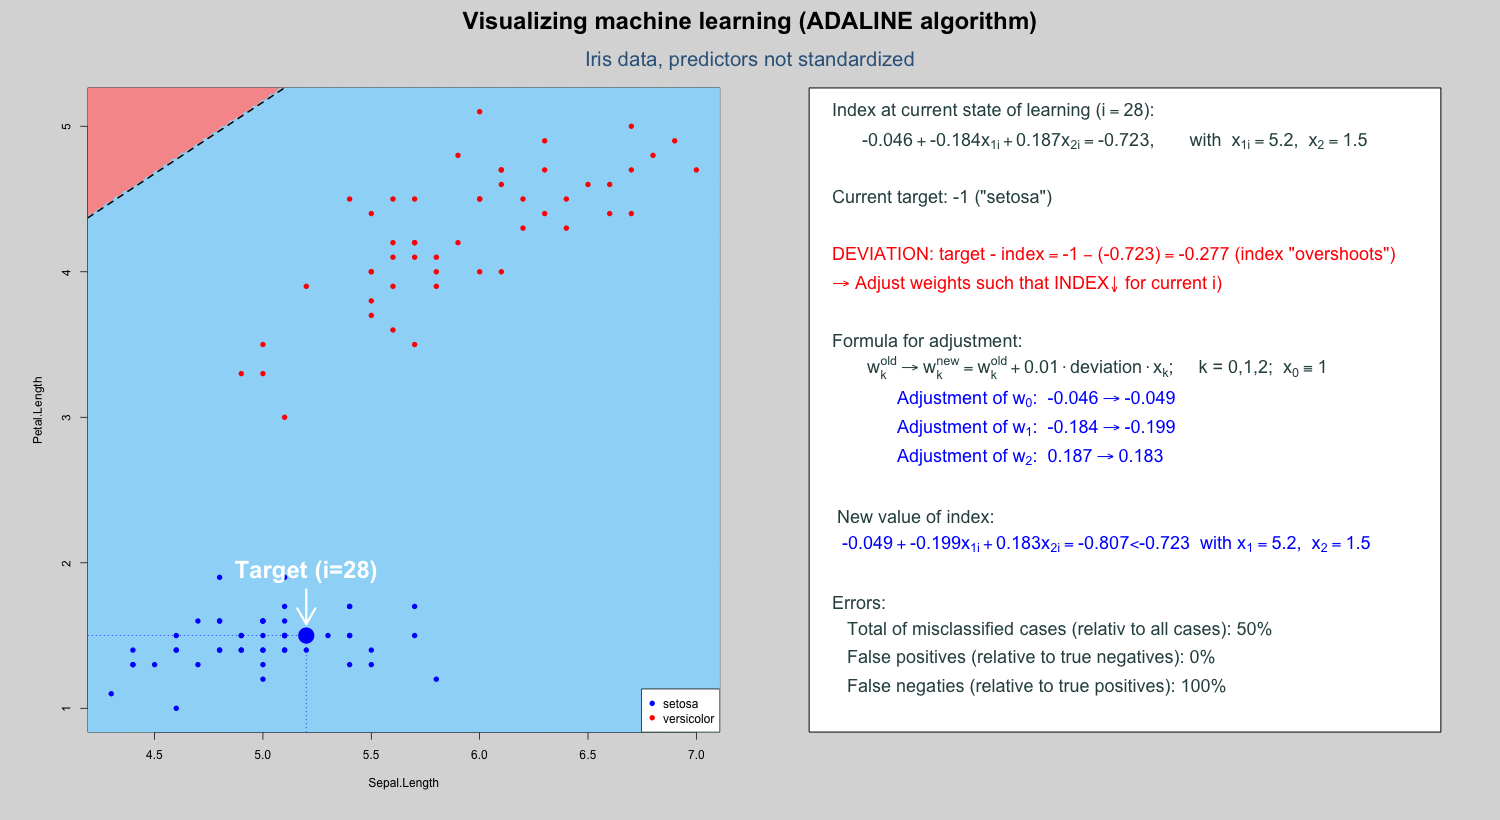 Visualizing machine learning (ADALINE algorithm)
Iris data, predictors not standardized
5
4
3
2
1
Petal.Length
Target (i=28)
setosa
versicolor
4.5 5.0 5.5 6.0 6.5 7.0
Sepal.Length
Index at current state of learning (i = 28):
-0.046 + -0.184x1i + 0.187x2i = -0.723, with x1i = 5.2, x2 = 1.5
Current target: -1 ("setosa")
DEVIATION: target - index = -1 − (-0.723) = -0.277 (index "overshoots")
→ Adjust weights such that INDEX↓ for current i)
Formula for adjustment:
w_k^old → w_k^new = w_k^old + 0.01 · deviation · x_k; k = 0,1,2; x0 ≡ 1
Adjustment of w0: -0.046 → -0.049
Adjustment of w1: -0.184 → -0.199
Adjustment of w2: 0.187 → 0.183
New value of index:
-0.049 + -0.199x1i + 0.183x2i = -0.807<-0.723 with x1 = 5.2, x2 = 1.5
Errors:
Total of misclassified cases (relativ to all cases): 50%
False positives (relative to true negatives): 0%
False negaties (relative to true positives): 100%